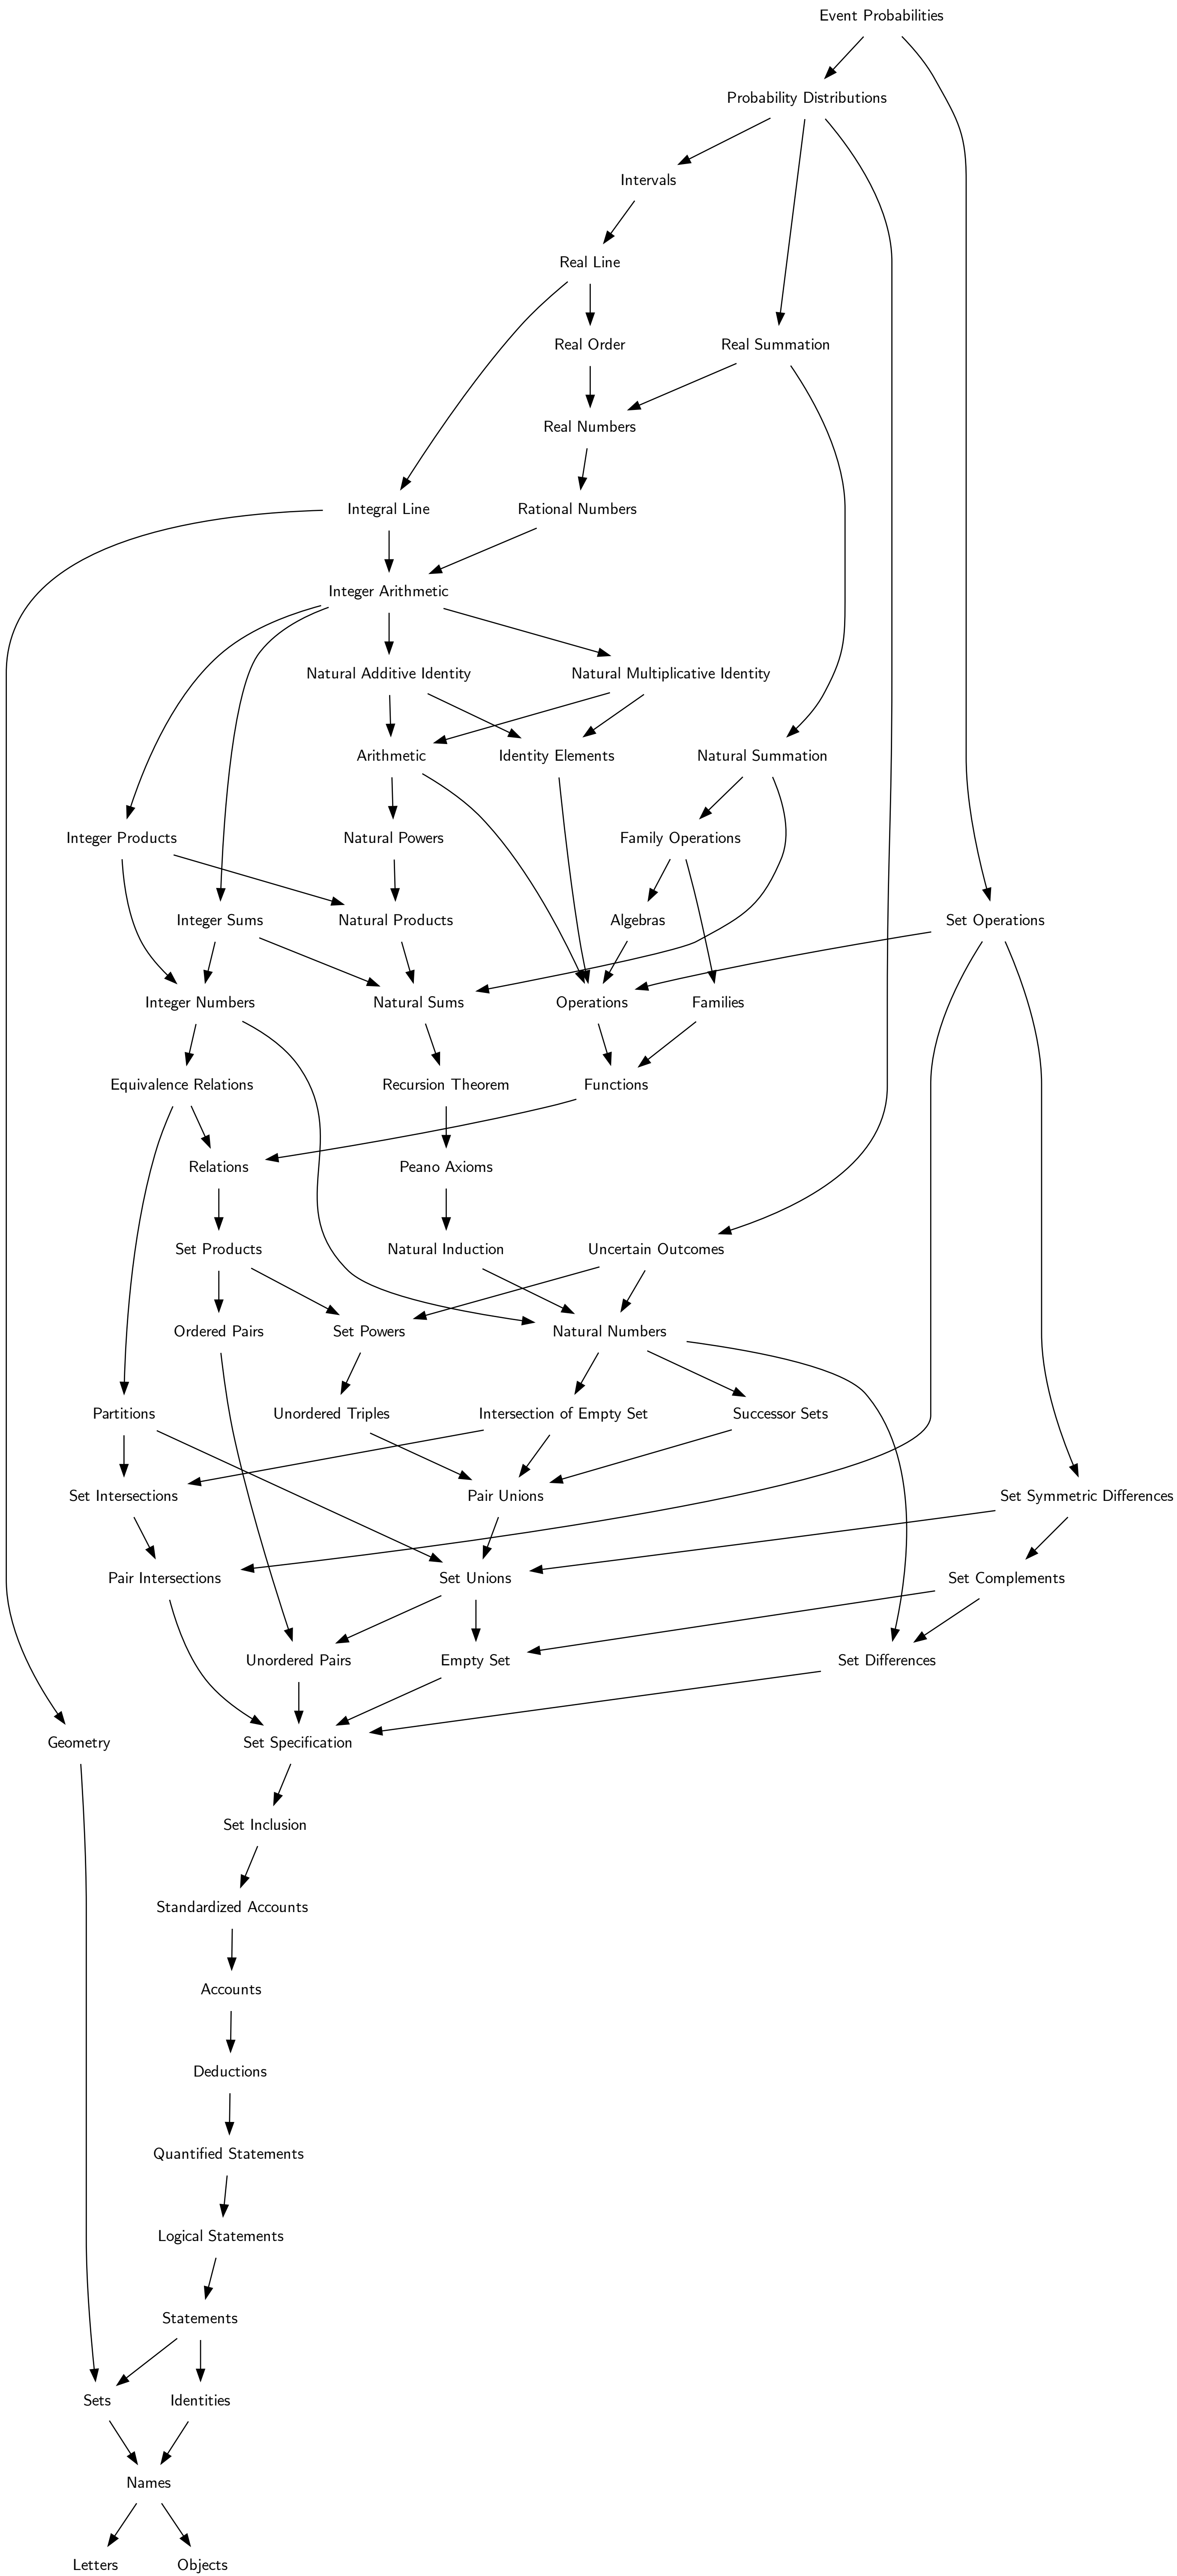 Event Probabilities
Probability Distributions
Intervals
Real Line
Real Order
Real Summation
Real Numbers
Integral Line
Rational Numbers
Integer Arithmetic
Natural Additive Identity
Natural Multiplicative Identity
Arithmetic
Identity Elements
Natural Summation
Integer Products
Natural Powers
Family Operations
Integer Sums
Natural Products
Algebras
Set Operations
Integer Numbers
Natural Sums
Operations
Families
Equivalence Relations
Recursion Theorem
Functions
Relations
Peano Axioms
Set Products
Natural Induction
Uncertain Outcomes
Ordered Pairs
Set Powers
Natural Numbers
Partitions
Unordered Triples
Intersection of Empty Set
Successor Sets
Set Intersections
Pair Unions
Set Symmetric Differences
Pair Intersections
Set Unions
Set Complements
Unordered Pairs
Empty Set
Set Differences
Geometry
Set Specification
Set Inclusion
Standardized Accounts
Accounts
Deductions
Quantified Statements
Logical Statements
Statements
Sets
Identities
Names
Letters
Objects